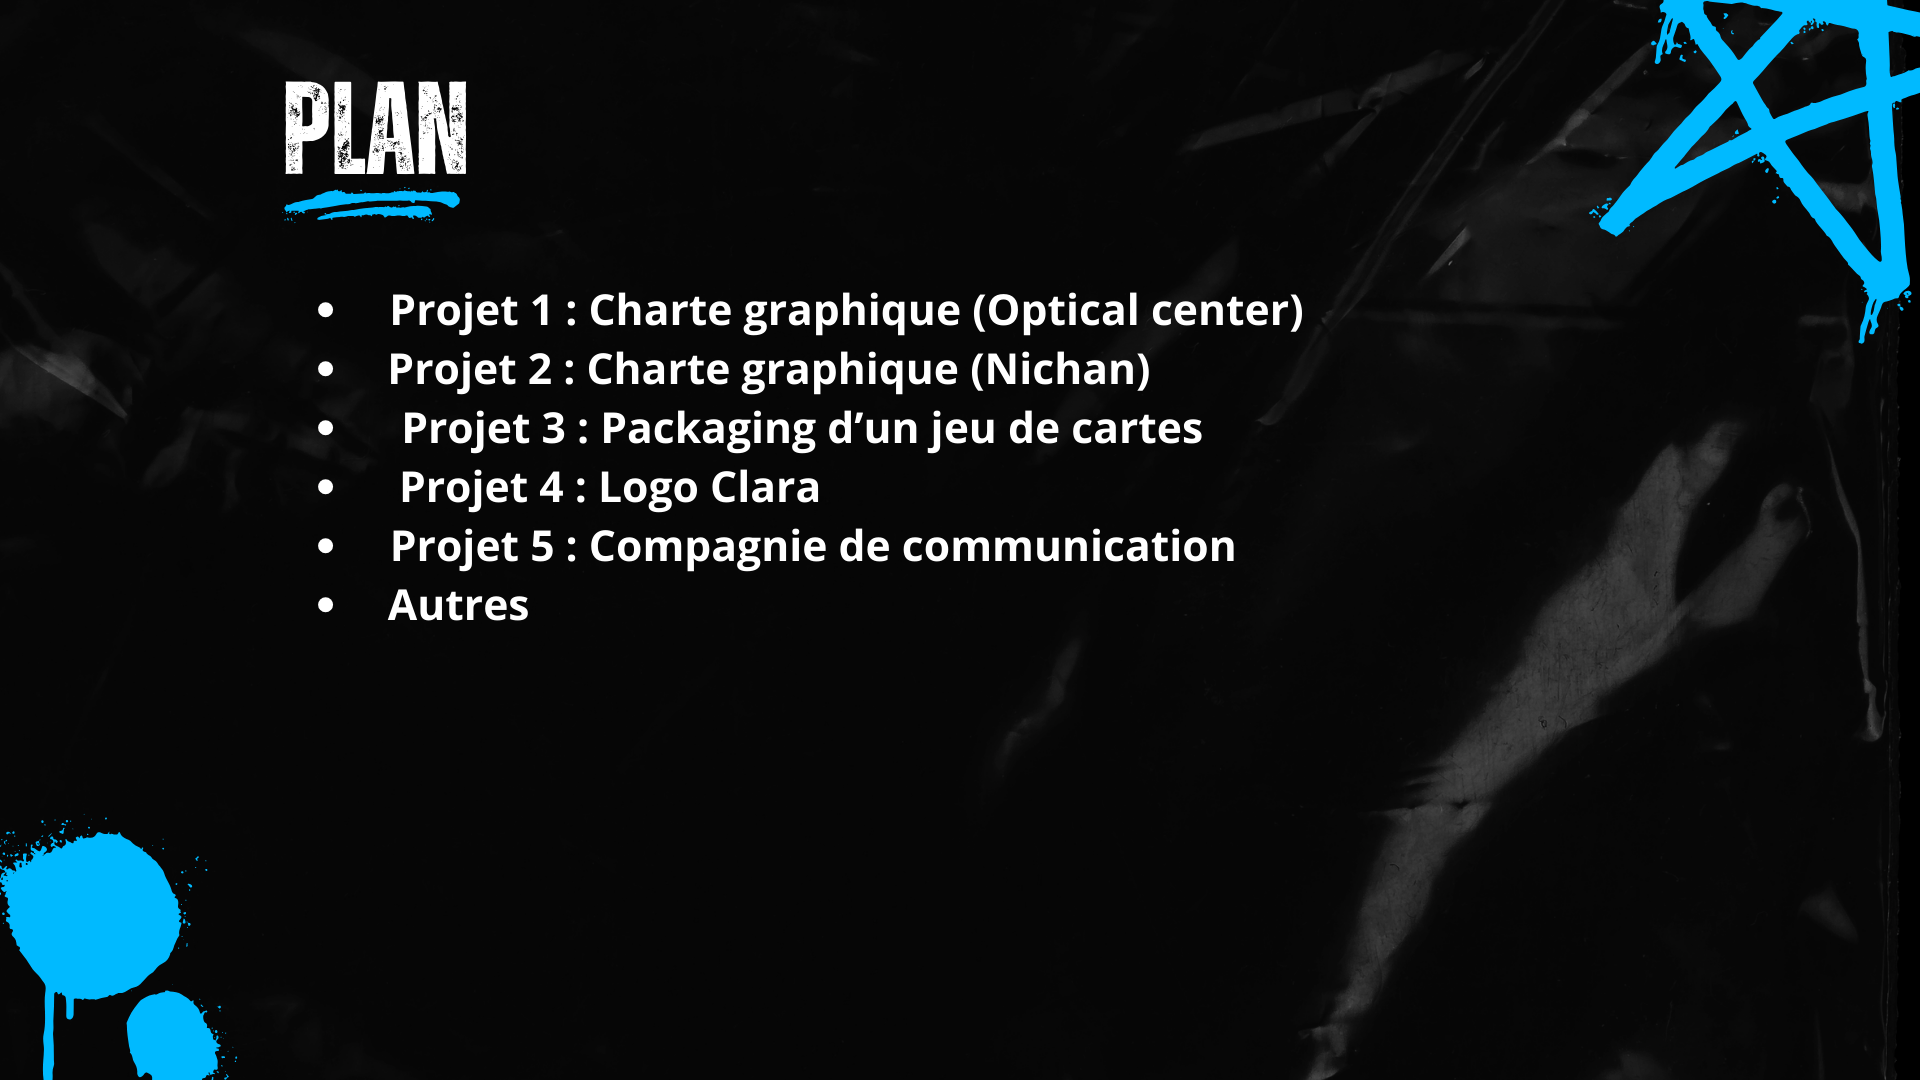 PLAN
• Projet 1 : Charte graphique (Optical center)
• Projet 2 : Charte graphique (Nichan)
• Projet 3 : Packaging d’un jeu de cartes
• Projet 4 : Logo Clara
• Projet 5 : Compagnie de communication
• Autres